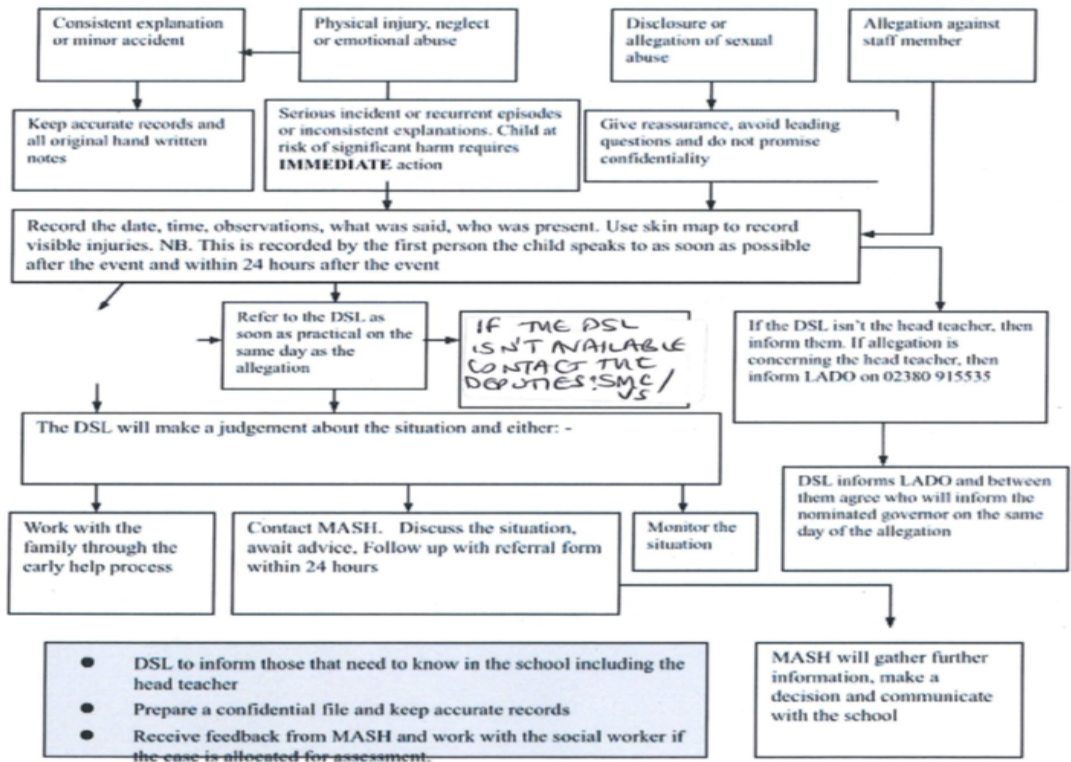 Consistent explanation
or minor accident
Physical injury, neglect
or emotional abuse
Disclosure or
allegation of sexual
abuse
Allegation against
staff member
Keep accurate records and
all original hand written
notes
Serious incident or recurrent episodes
or inconsistent explanations. Child at
risk of significant harm requires
IMMEDIATE action
Give reassurance, avoid leading
questions and do not promise
confidentiality
Record the date, time, observations, what was said, who was present. Use skin map to record
visible injuries. NB. This is recorded by the first person the child speaks to as soon as possible
after the event and within 24 hours after the event
Refer to the DSL as
soon as practical on the
same day as the
allegation
IF THE DSL
ISN'T AVAILABLE
CONTACT THE
DEPUTIES: SMC/
VS
If the DSL isn't the head teacher, then
inform them. If allegation is
concerning the head teacher, then
inform LADO on 02380 915535
The DSL will make a judgement about the situation and either: -
DSL informs LADO and between
them agree who will inform the
nominated governor on the same
day of the allegation
Work with the
family through the
early help process
Contact MASH. Discuss the situation,
await advice. Follow up with referral form
within 24 hours
Monitor the
situation
● DSL to inform those that need to know in the school including the
head teacher
● Prepare a confidential file and keep accurate records
● Receive feedback from MASH and work with the social worker if
the case is allocated for assessment.
MASH will gather further
information, make a
decision and communicate
with the school